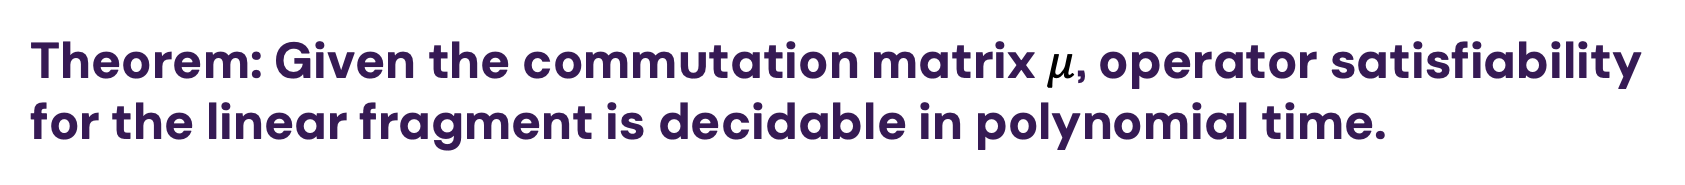 Theorem: Given the commutation matrix μ, operator satisfiability
for the linear fragment is decidable in polynomial time.